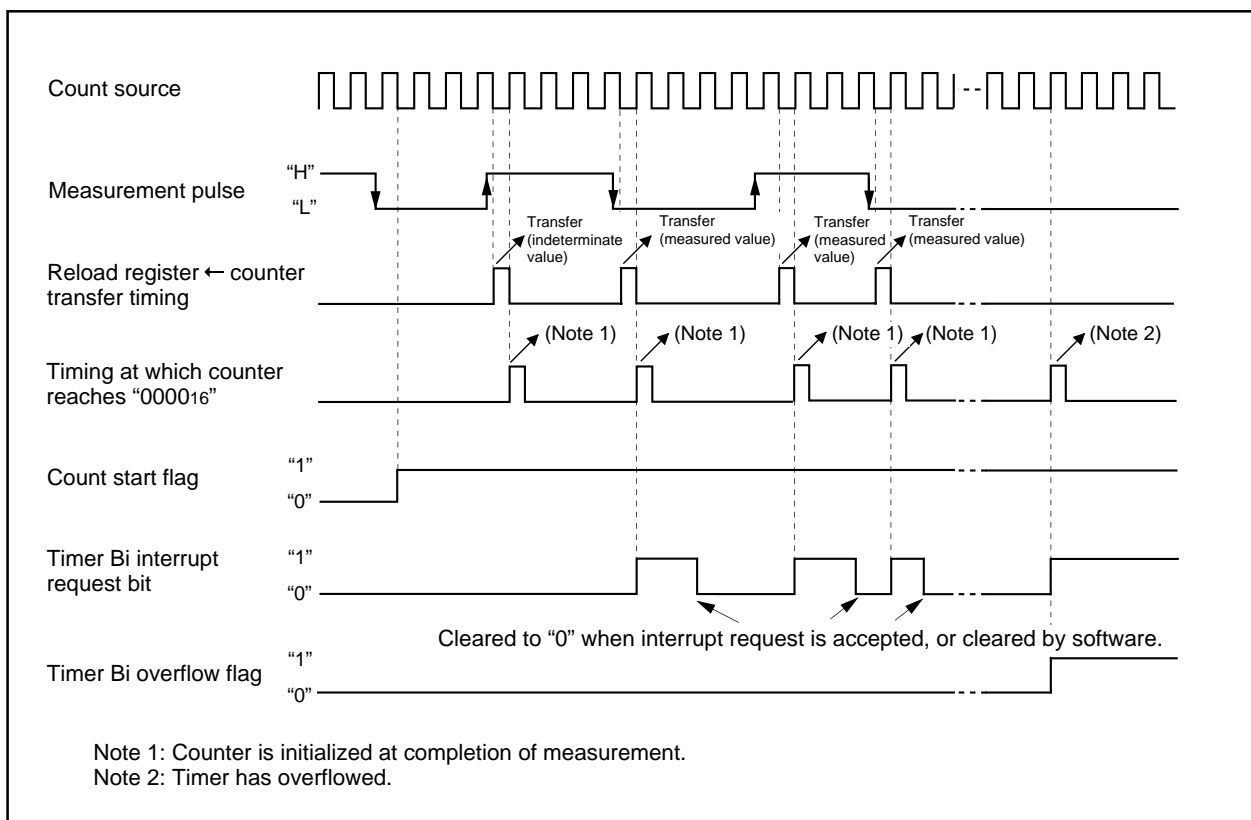 Count source
Measurement pulse
“H”
“L”
Transfer
(indeterminate
value)
Transfer
(measured value)
Transfer
(measured
value)
Transfer
(measured value)
Reload register ← counter
transfer timing
(Note 1)
(Note 1)
(Note 1)
(Note 1)
(Note 2)
Timing at which counter
reaches “000016”
Count start flag
“1”
“0”
Timer Bi interrupt
request bit
“1”
“0”
Cleared to “0” when interrupt request is accepted, or cleared by software.
Timer Bi overflow flag
“1”
“0”
Note 1: Counter is initialized at completion of measurement.
Note 2: Timer has overflowed.